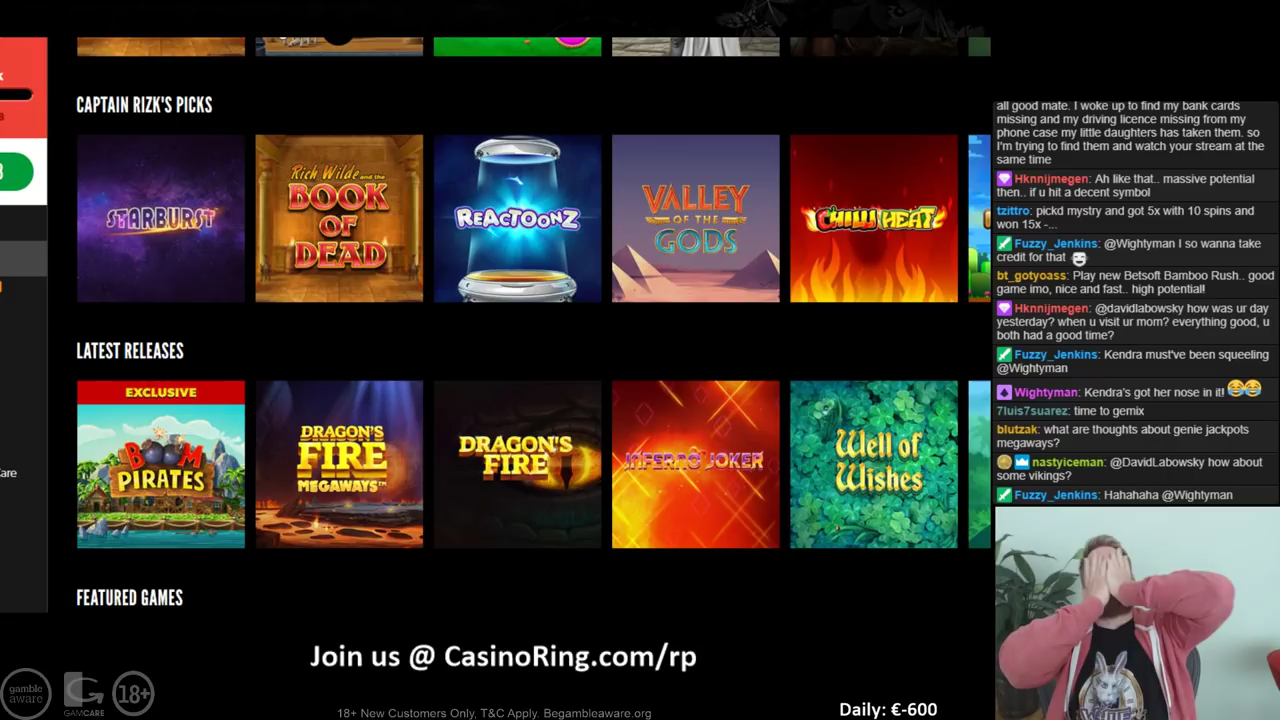 CAPTAIN RIZK'S PICKS
STARBURST
Rich Wilde and the
BOOK
OF
DEAD
REACTOONZ
VALLEY
OF THE
GODS
CHILLI HEAT
LATEST RELEASES
EXCLUSIVE
BOOM
PIRATES
DRAGON'S
FIRE
MEGAWAYS™
DRAGON'S
FIRE
INFERNO JOKER
Well of
Wishes
FEATURED GAMES
Join us @ CasinoRing.com/rp
gamble
aware
GAMCARE
18+
18+ New Customers Only, T&C Apply. Begambleaware.org
Daily: €-600
all good mate. I woke up to find my bank cards
missing and my driving licence missing from my
phone case my little daughters has taken them. so
I'm trying to find them and watch your stream at the
same time
Hknnijmegen: Ah like that.. massive potential
then.. if u hit a decent symbol
tzittro: pickd mystry and got 5x with 10 spins and
won 15x -...
Fuzzy_Jenkins: @Wightyman I so wanna take
credit for that
bt_gotyoass: Play new Betsoft Bamboo Rush.. good
game imo, nice and fast.. high potential!
Hknnijmegen: @davidlabowsky how was ur day
yesterday? when u visit ur mom? everything good, u
both had a good time?
Fuzzy_Jenkins: Kendra must've been squeeling
@Wightyman
Wightyman: Kendra's got her nose in it!
7luis7suarez: time to gemix
blutzak: what are thoughts about genie jackpots
megaways?
nastyiceman: @DavidLabowsky how about
some vikings?
Fuzzy_Jenkins: Hahahaha @Wightyman